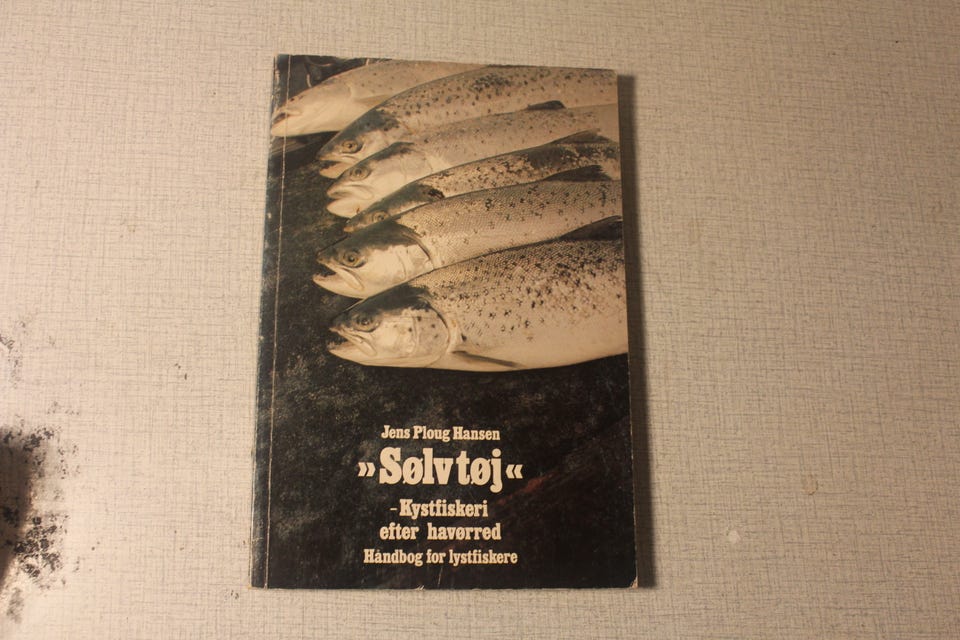 Jens Ploug Hansen
»Sølvtøj«
- Kystfiskeri
efter havørred
Håndbog for lystfiskere